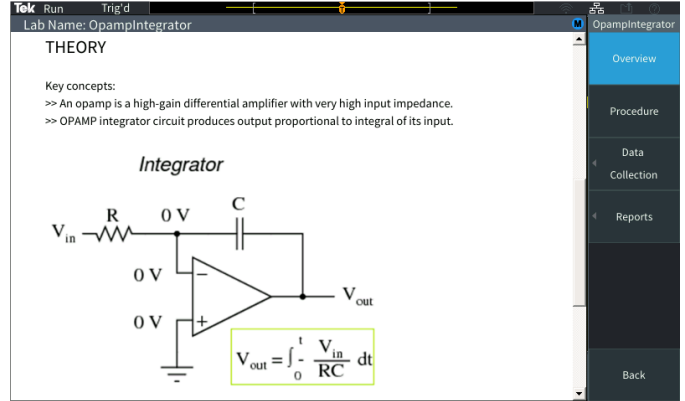 Tek Run Trig'd
Lab Name: OpampIntegrator
M
OpampIntegrator
THEORY
Key concepts:
>> An opamp is a high-gain differential amplifier with very high input impedance.
>> OPAMP integrator circuit produces output proportional to integral of its input.
Integrator
R
0 V
C
Vin
0 V
−
Vout
0 V
+
Vout = ∫ 0 t - Vin / RC dt
Overview
Procedure
Data
Collection
Reports
Back